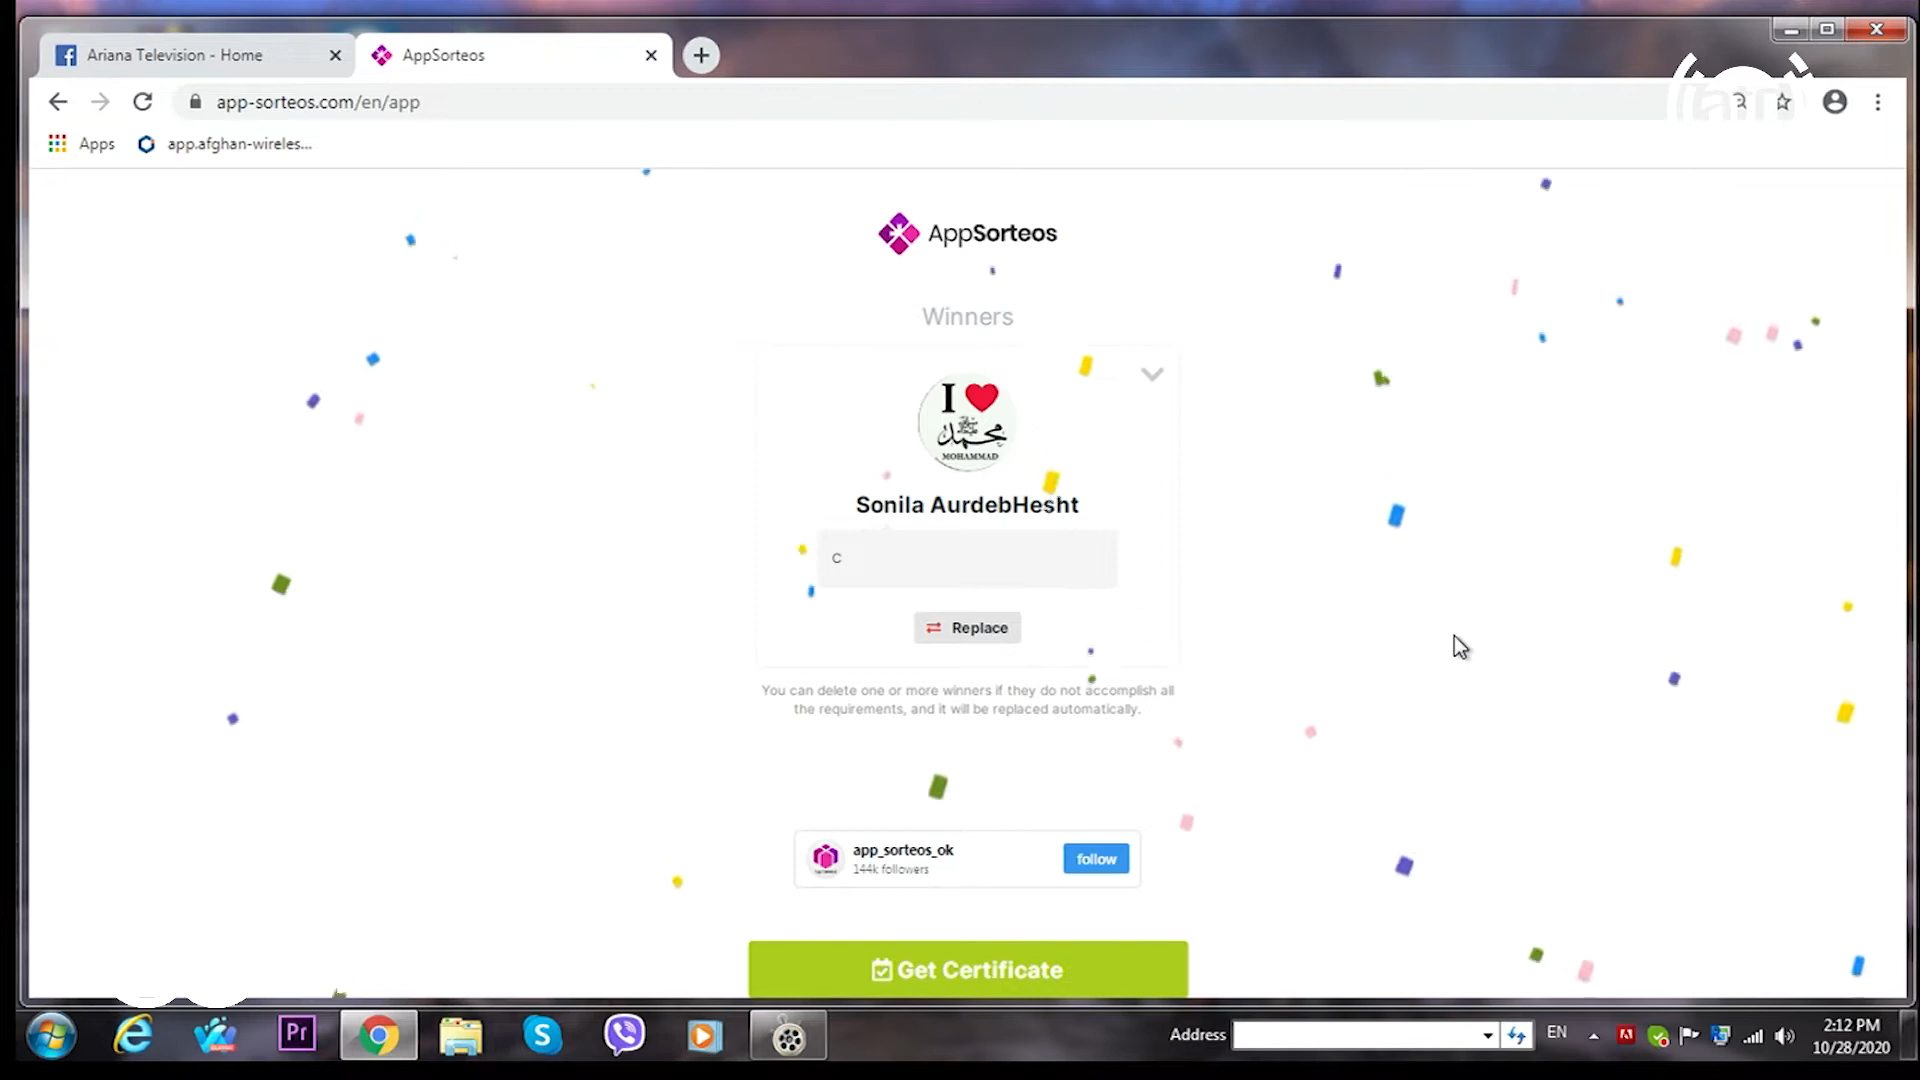 Ariana Television - Home
AppSorteos
app-sorteos.com/en/app
Apps
app.afghan-wireles...
AppSorteos
Winners
I
محمد
MOHAMMAD
Sonila AurdebHesht
C
Replace
You can delete one or more winners if they do not accomplish all
the requirements, and it will be replaced automatically.
app_sorteos_ok
144k followers
follow
Get Certificate
Pr
Address
EN
2:12 PM
10/28/2020